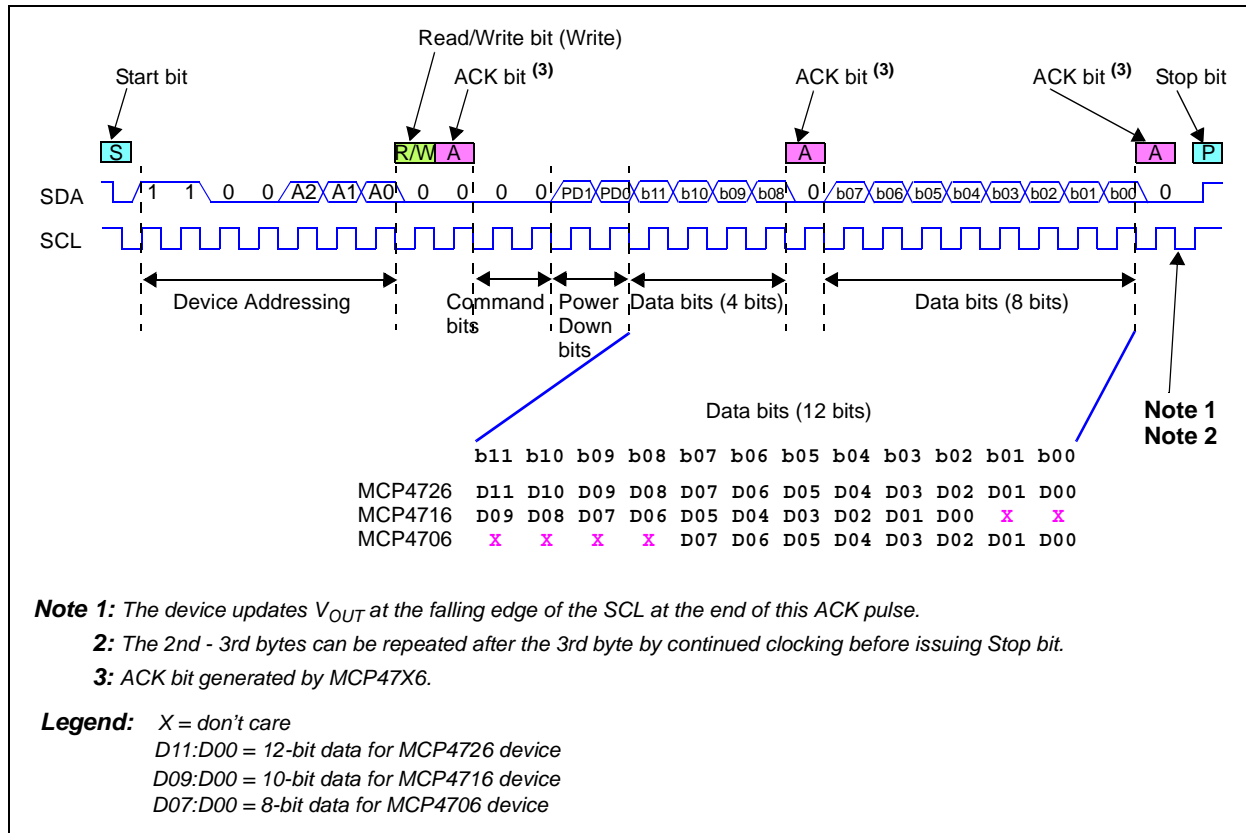 Read/Write bit (Write)
Start bit
ACK bit (3)
ACK bit (3)
ACK bit (3)
Stop bit
S
R/W
A
A
A
P
SDA
1 1 0 0 A2 A1 A0 0 0 0 0 PD1 PD0 b11 b10 b09 b08 0 b07 b06 b05 b04 b03 b02 b01 b00 0
SCL
Device Addressing
Command bits
Power Down bits
Data bits (4 bits)
Data bits (8 bits)
Note 1
Note 2
Data bits (12 bits)
b11 b10 b09 b08 b07 b06 b05 b04 b03 b02 b01 b00
MCP4726 D11 D10 D09 D08 D07 D06 D05 D04 D03 D02 D01 D00
MCP4716 D09 D08 D07 D06 D05 D04 D03 D02 D01 D00 X X
MCP4706 X X X X D07 D06 D05 D04 D03 D02 D01 D00
Note 1: The device updates VOUT at the falling edge of the SCL at the end of this ACK pulse.
2: The 2nd - 3rd bytes can be repeated after the 3rd byte by continued clocking before issuing Stop bit.
3: ACK bit generated by MCP47X6.
Legend: X = don't care
D11:D00 = 12-bit data for MCP4726 device
D09:D00 = 10-bit data for MCP4716 device
D07:D00 = 8-bit data for MCP4706 device